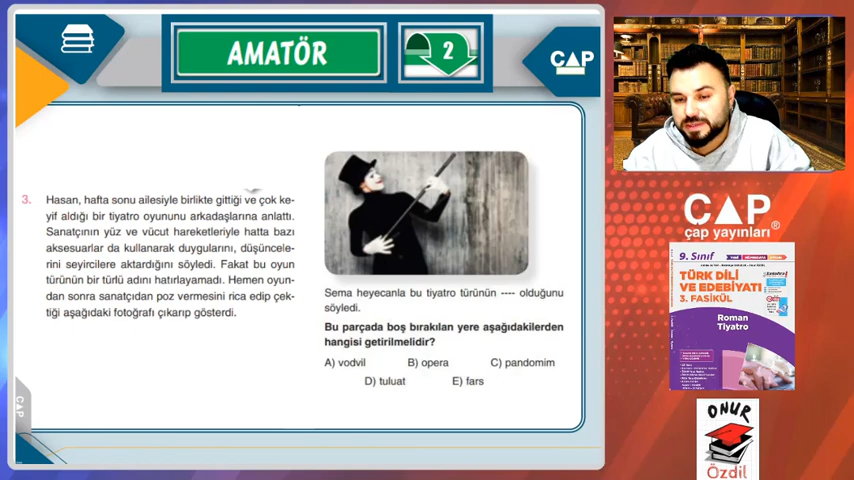 AMATÖR
2
ÇAP
3. Hasan, hafta sonu ailesiyle birlikte gittiği ve çok ke-
yif aldığı bir tiyatro oyununu arkadaşlarına anlattı.
Sanatçının yüz ve vücut hareketleriyle hatta bazı
aksesuarlar da kullanarak duygularını, düşüncele-
rini seyircilere aktardığını söyledi. Fakat bu oyun
türünün bir türlü adını hatırlayamadı. Hemen oyun-
dan sonra sanatçıdan poz vermesini rica edip çek-
tiği aşağıdaki fotoğrafı çıkarıp gösterdi.
Sema heyecanla bu tiyatro türünün ---- olduğunu
söyledi.
Bu parçada boş bırakılan yere aşağıdakilerden
hangisi getirilmelidir?
A) vodvil B) opera C) pandomim
D) tuluat E) fars
ÇAP
ÇAP
çap yayınları®
9. Sınıf
TÜRK DİLİ
VE EDEBİYATI
3. FASİKÜL
Roman
Tiyatro
ONUR
Özdil